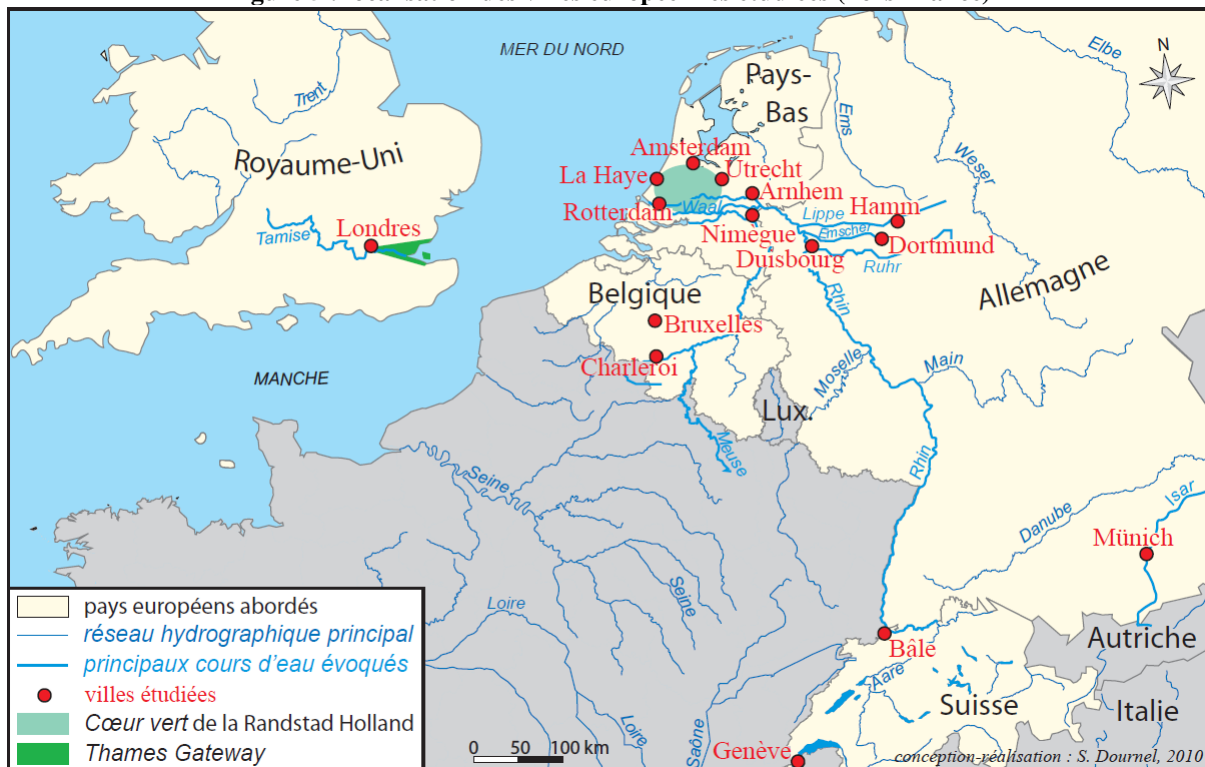 MER DU NORD
Elbe
N
Trent
Pays-
Bas
Ems
Weser
Royaume-Uni
Amsterdam
La Haye
Utrecht
Arnhem
Rotterdam
Waal
Lippe
Hamm
Tamise
Londres
Nimègue
Emscher
Dortmund
Duisbourg
Ruhr
Allemagne
Belgique
Rhin
Bruxelles
Charleroi
Moselle
Main
MANCHE
Lux.
Meuse
Rhin
Seine
Danube
Isar
Münich
Seine
Loire
Bâle
Autriche
Aare
Suisse
Italie
Loire
Saône
Genève
pays européens abordés
réseau hydrographique principal
principaux cours d'eau évoqués
villes étudiées
Cœur vert de la Randstad Holland
Thames Gateway
0 50 100 km
conception-réalisation : S. Dournel, 2010